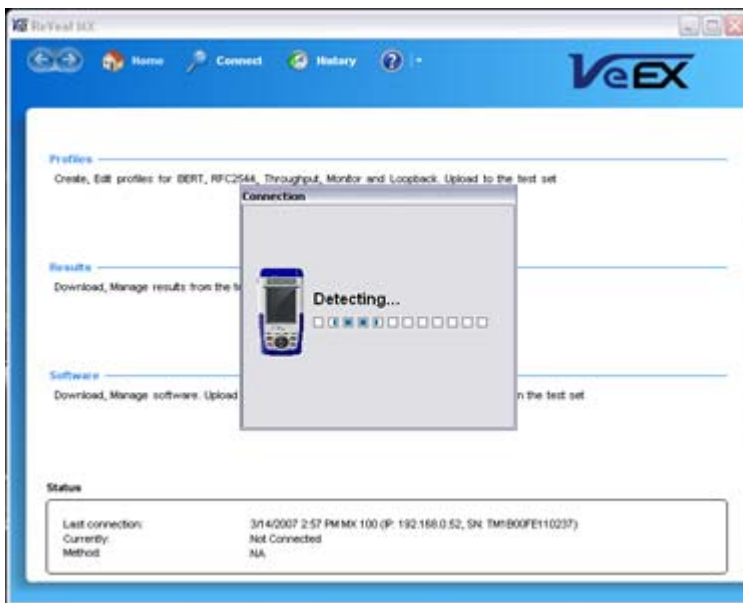 ReVeal MX
Home Connect History ?
VeEX
Profiles
Create, Edit profiles for BERT, RFC2544, Throughput, Monitor and Loopback. Upload to the test set
Connection
Detecting...
Results
Download, Manage results from the
Software
Download, Manage software. Upload
n the test set
Status
Last connection: 3/14/2007 2:57 PM MX 100 (IP: 192.168.0.52, SN: TM1B00FE110237)
Currently: Not Connected
Method: NA